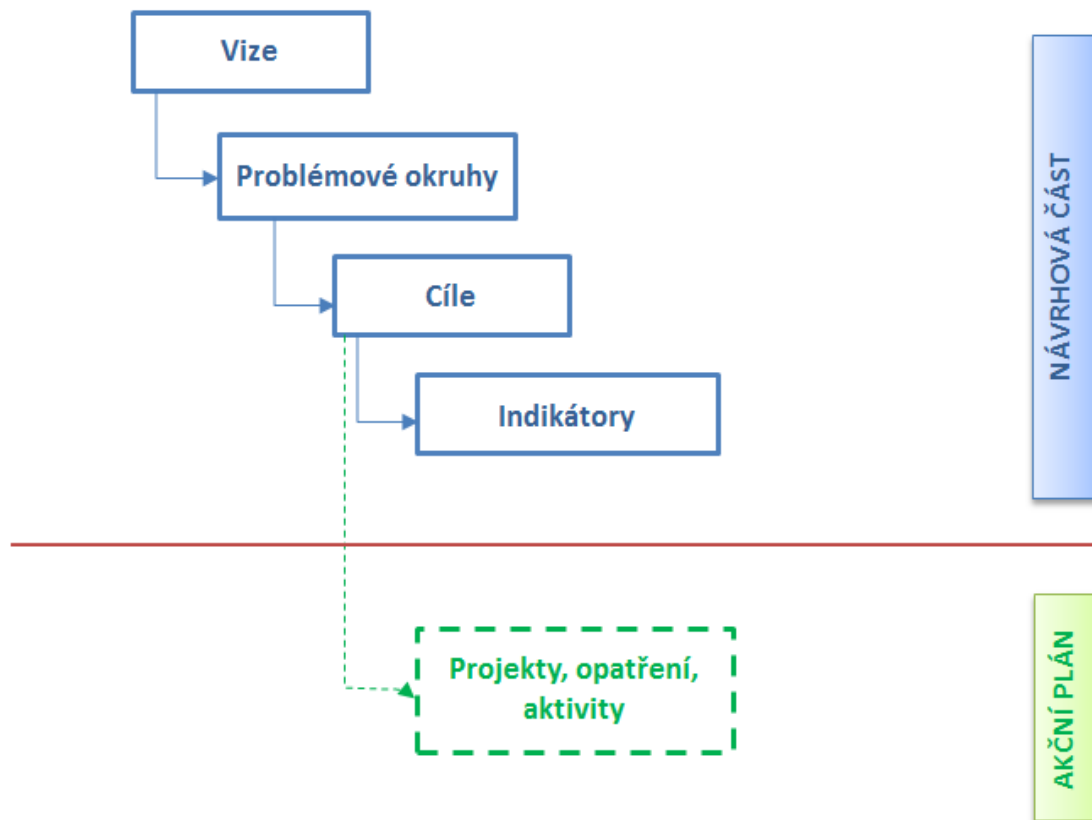 Vize
Problémové okruhy
Cíle
Indikátory
NÁVRHOVÁ ČÁST
Projekty, opatření,
aktivity
AKČNÍ PLÁN